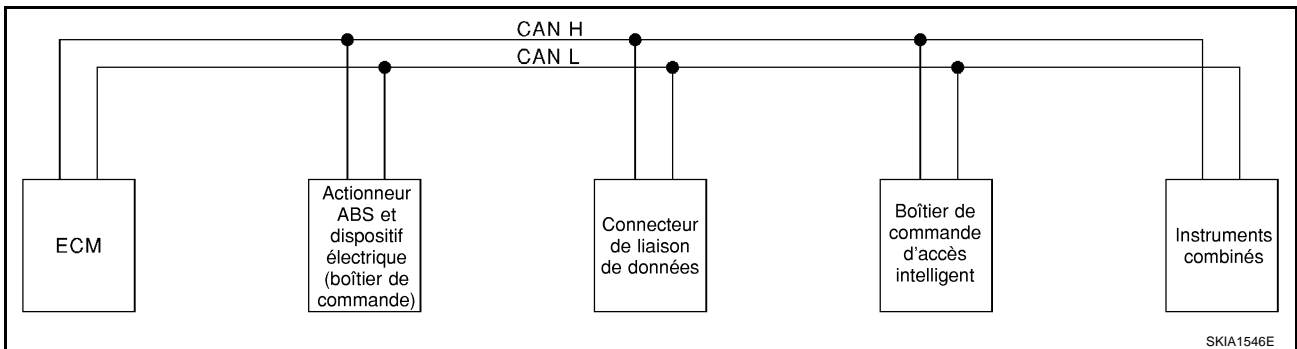 CAN H
CAN L
ECM
Actionneur
ABS et
dispositif
électrique
(boîtier de
commande)
Connecteur
de liaison
de données
Boîtier de
commande
d'accès
intelligent
Instruments
combinés
SKIA1546E